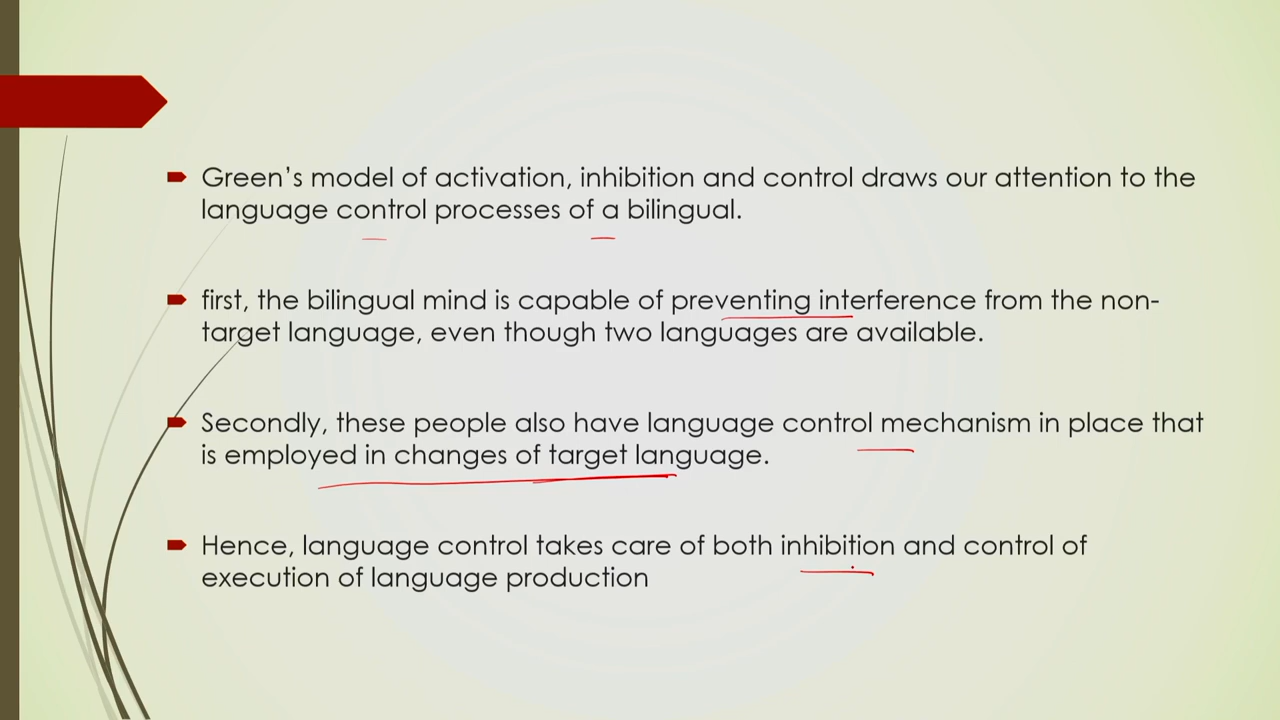 Green's model of activation, inhibition and control draws our attention to the
language control processes of a bilingual.
first, the bilingual mind is capable of preventing interference from the non-
target language, even though two languages are available.
Secondly, these people also have language control mechanism in place that
is employed in changes of target language.
Hence, language control takes care of both inhibition and control of
execution of language production